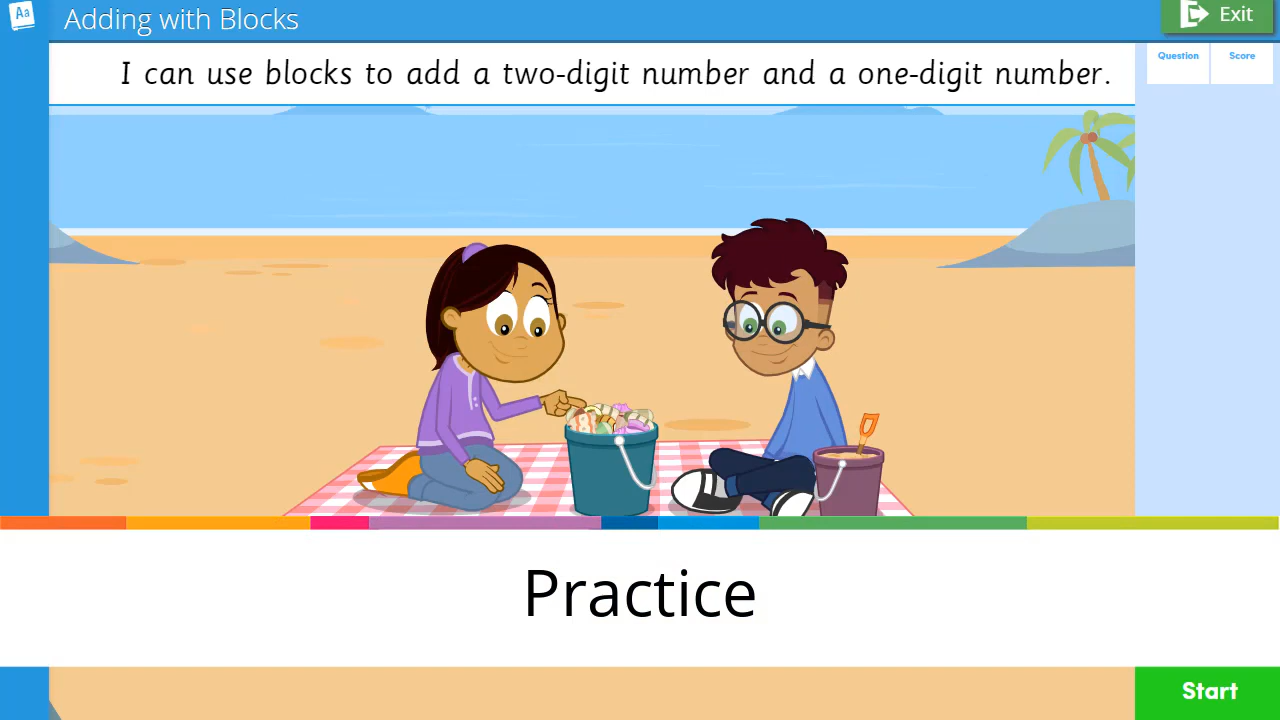 Aa
Adding with Blocks
Exit
I can use blocks to add a two-digit number and a one-digit number.
Question
Score
Practice
Start